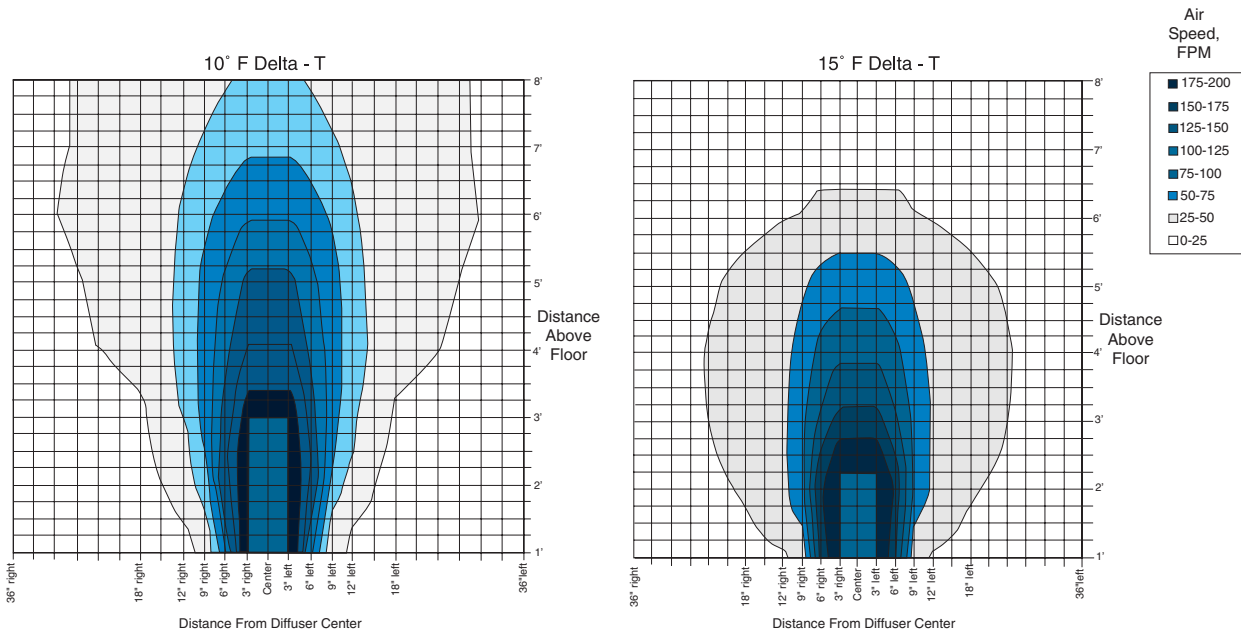 10° F Delta - T
8'
7'
6'
5'
4'
3'
2'
1'
Distance
Above
Floor
36" right
18" right
12" right
9" right
6" right
3" right
Center
3" left
6" left
9" left
12" left
18" left
36"left
Distance From Diffuser Center
15° F Delta - T
8'
7'
6'
5'
4'
3'
2'
1'
Distance
Above
Floor
36" right
18" right
12" right
9" right
6" right
3" right
Center
3" left
6" left
9" left
12" left
18" left
36"left
Distance From Diffuser Center
Air
Speed,
FPM
175-200
150-175
125-150
100-125
75-100
50-75
25-50
0-25